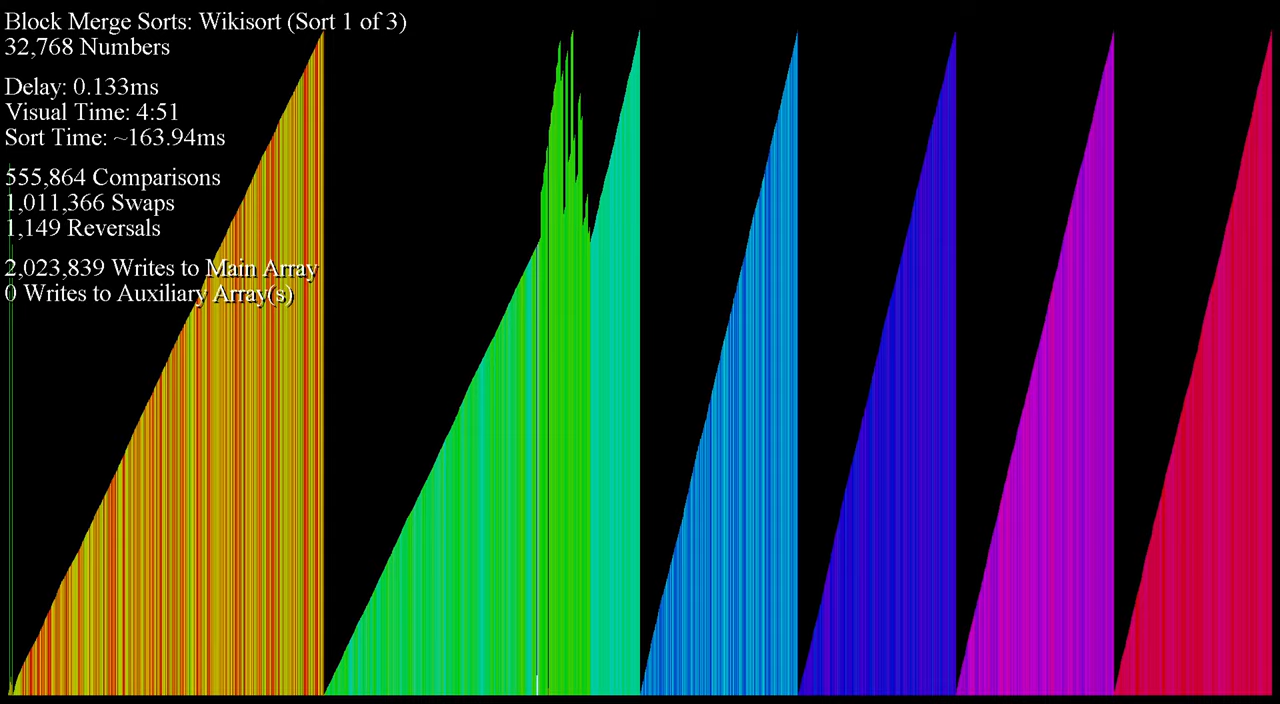 Block Merge Sorts: Wikisort (Sort 1 of 3)
32,768 Numbers
Delay: 0.133ms
Visual Time: 4:51
Sort Time: ~163.94ms
555,864 Comparisons
1,011,366 Swaps
1,149 Reversals
2,023,839 Writes to Main Array
0 Writes to Auxiliary Array(s)